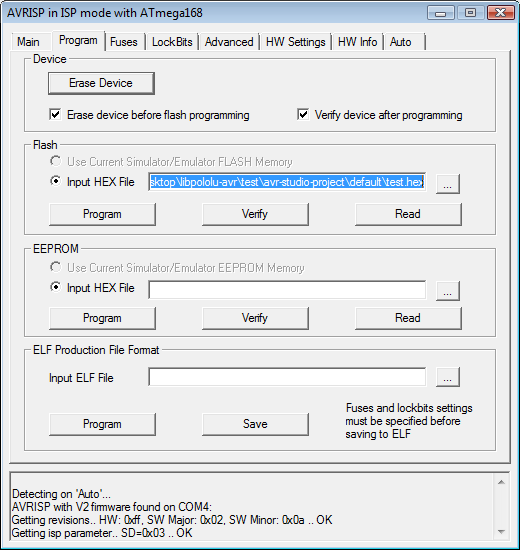 AVRISP in ISP mode with ATmega168
Main Program Fuses LockBits Advanced HW Settings HW Info Auto
Device
Erase Device
Erase device before flash programming Verify device after programming
Flash
Use Current Simulator/Emulator FLASH Memory
Input HEX File sktop\libpololu-avr\test\avr-studio-project\default\test.hex ...
Program Verify Read
EEPROM
Use Current Simulator/Emulator EEPROM Memory
Input HEX File ...
Program Verify Read
ELF Production File Format
Input ELF File ...
Program Save
Fuses and lockbits settings
must be specified before
saving to ELF
Detecting on 'Auto'...
AVRISP with V2 firmware found on COM4:
Getting revisions.. HW: 0xff, SW Major: 0x02, SW Minor: 0x0a .. OK
Getting isp parameter.. SD=0x03 .. OK